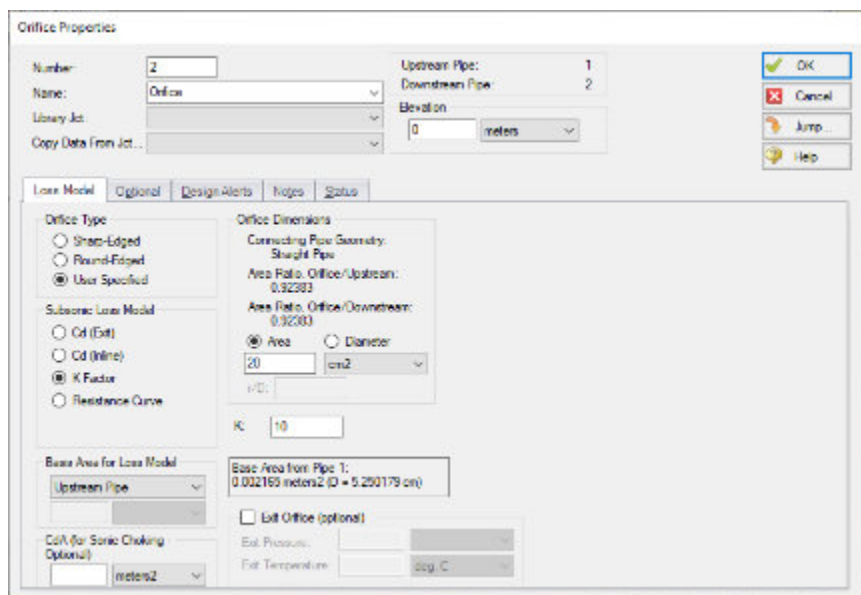 Orifice Properties
Number: 2
Name: Orifice
Library Jct:
Copy Data From Jct...
Upstream Pipe: 1
Downstream Pipe: 2
Elevation
0 meters
OK
Cancel
Jump...
Help
Loss Model Optional Design Alerts Notes Status
Orifice Type
Sharp-Edged
Round-Edged
User Specified
Subsonic Loss Model
Cd (Exit)
Cd (Inline)
K Factor
Resistance Curve
Base Area for Loss Model
Upstream Pipe
CdA (for Sonic Choking -
Optional)
meters2
Orifice Dimensions
Connecting Pipe Geometry:
Straight Pipe
Area Ratio, Orifice/Upstream:
0.92383
Area Ratio, Orifice/Downstream:
0.92383
Area Diameter
20 cm2
r/D:
K: 10
Base Area from Pipe 1:
0.002165 meters2 (D = 5.250179 cm)
Exit Orifice (optional)
Exit Pressure:
Exit Temperature: deg. C